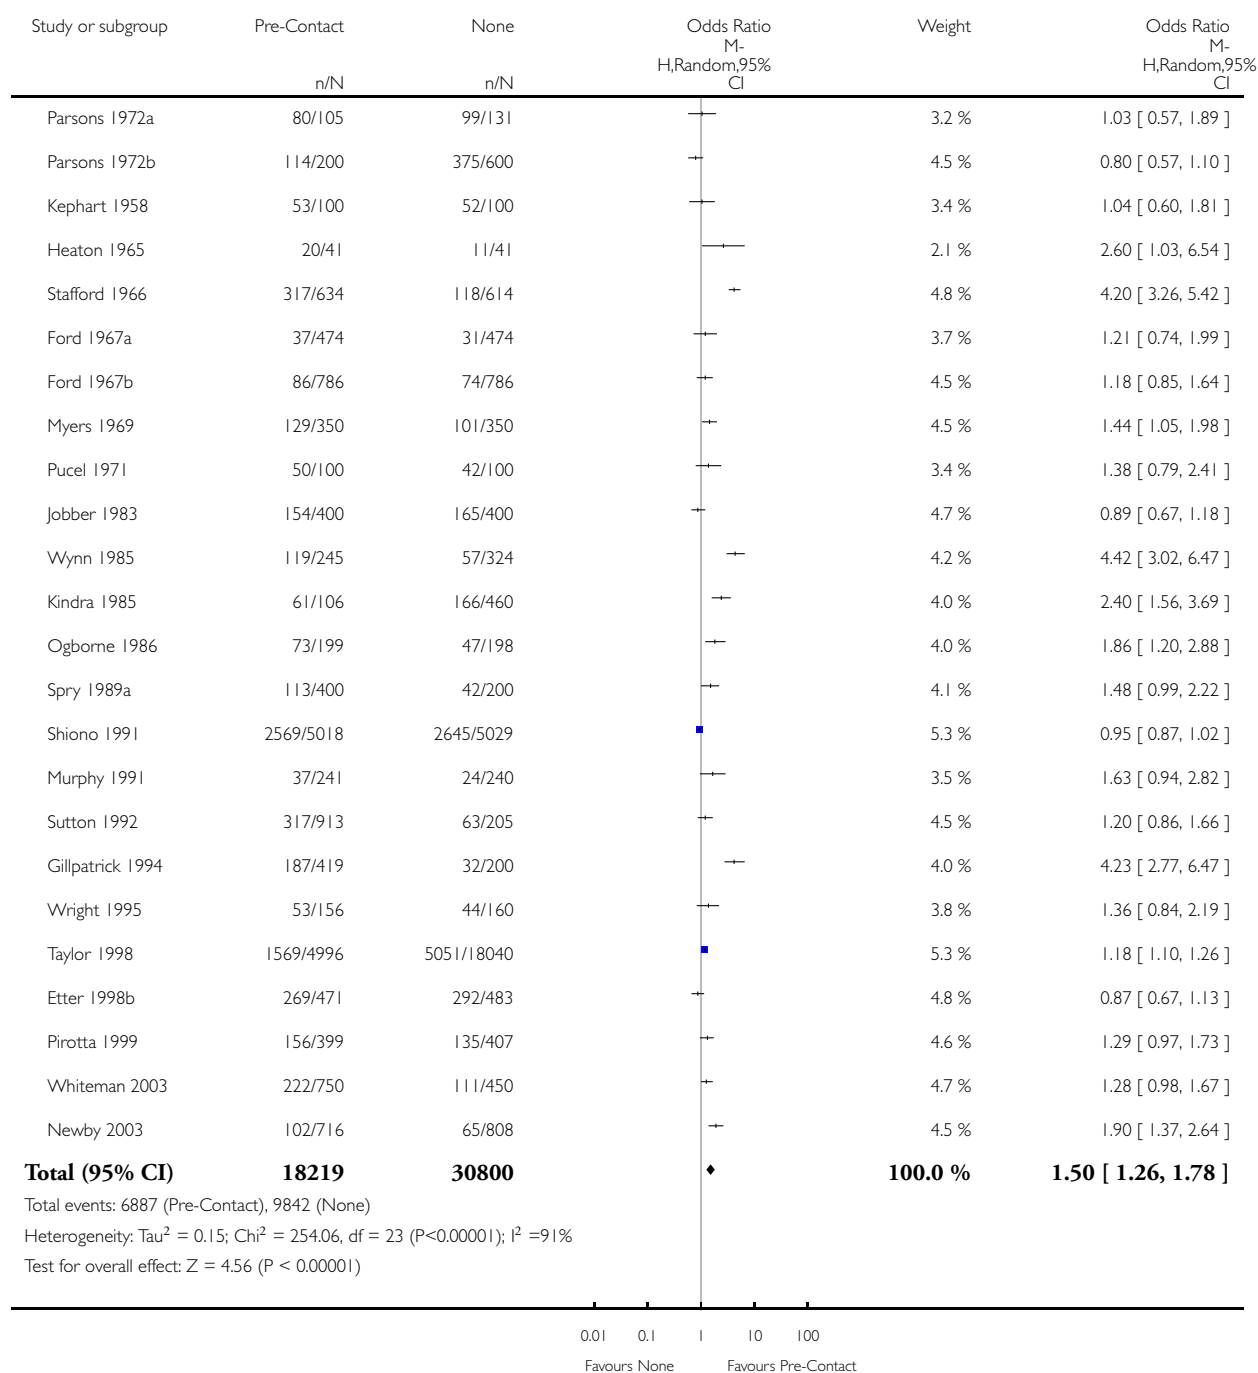 Study or subgroup Pre-Contact None Odds Ratio Weight Odds Ratio
M- M-
H,Random,95% H,Random,95%
n/N n/N CI CI
Parsons 1972a 80/105 99/131 3.2 % 1.03 [ 0.57, 1.89 ]
Parsons 1972b 114/200 375/600 4.5 % 0.80 [ 0.57, 1.10 ]
Kephart 1958 53/100 52/100 3.4 % 1.04 [ 0.60, 1.81 ]
Heaton 1965 20/41 11/41 2.1 % 2.60 [ 1.03, 6.54 ]
Stafford 1966 317/634 118/614 4.8 % 4.20 [ 3.26, 5.42 ]
Ford 1967a 37/474 31/474 3.7 % 1.21 [ 0.74, 1.99 ]
Ford 1967b 86/786 74/786 4.5 % 1.18 [ 0.85, 1.64 ]
Myers 1969 129/350 101/350 4.5 % 1.44 [ 1.05, 1.98 ]
Pucel 1971 50/100 42/100 3.4 % 1.38 [ 0.79, 2.41 ]
Jobber 1983 154/400 165/400 4.7 % 0.89 [ 0.67, 1.18 ]
Wynn 1985 119/245 57/324 4.2 % 4.42 [ 3.02, 6.47 ]
Kindra 1985 61/106 166/460 4.0 % 2.40 [ 1.56, 3.69 ]
Ogborne 1986 73/199 47/198 4.0 % 1.86 [ 1.20, 2.88 ]
Spry 1989a 113/400 42/200 4.1 % 1.48 [ 0.99, 2.22 ]
Shiono 1991 2569/5018 2645/5029 5.3 % 0.95 [ 0.87, 1.02 ]
Murphy 1991 37/241 24/240 3.5 % 1.63 [ 0.94, 2.82 ]
Sutton 1992 317/913 63/205 4.5 % 1.20 [ 0.86, 1.66 ]
Gillpatrick 1994 187/419 32/200 4.0 % 4.23 [ 2.77, 6.47 ]
Wright 1995 53/156 44/160 3.8 % 1.36 [ 0.84, 2.19 ]
Taylor 1998 1569/4996 5051/18040 5.3 % 1.18 [ 1.10, 1.26 ]
Etter 1998b 269/471 292/483 4.8 % 0.87 [ 0.67, 1.13 ]
Pirotta 1999 156/399 135/407 4.6 % 1.29 [ 0.97, 1.73 ]
Whiteman 2003 222/750 111/450 4.7 % 1.28 [ 0.98, 1.67 ]
Newby 2003 102/716 65/808 4.5 % 1.90 [ 1.37, 2.64 ]
Total (95% CI) 18219 30800 100.0 % 1.50 [ 1.26, 1.78 ]
Total events: 6887 (Pre-Contact), 9842 (None)
Heterogeneity: Tau² = 0.15; Chi² = 254.06, df = 23 (P<0.00001); I² =91%
Test for overall effect: Z = 4.56 (P < 0.00001)
0.01 0.1 1 10 100
Favours None Favours Pre-Contact